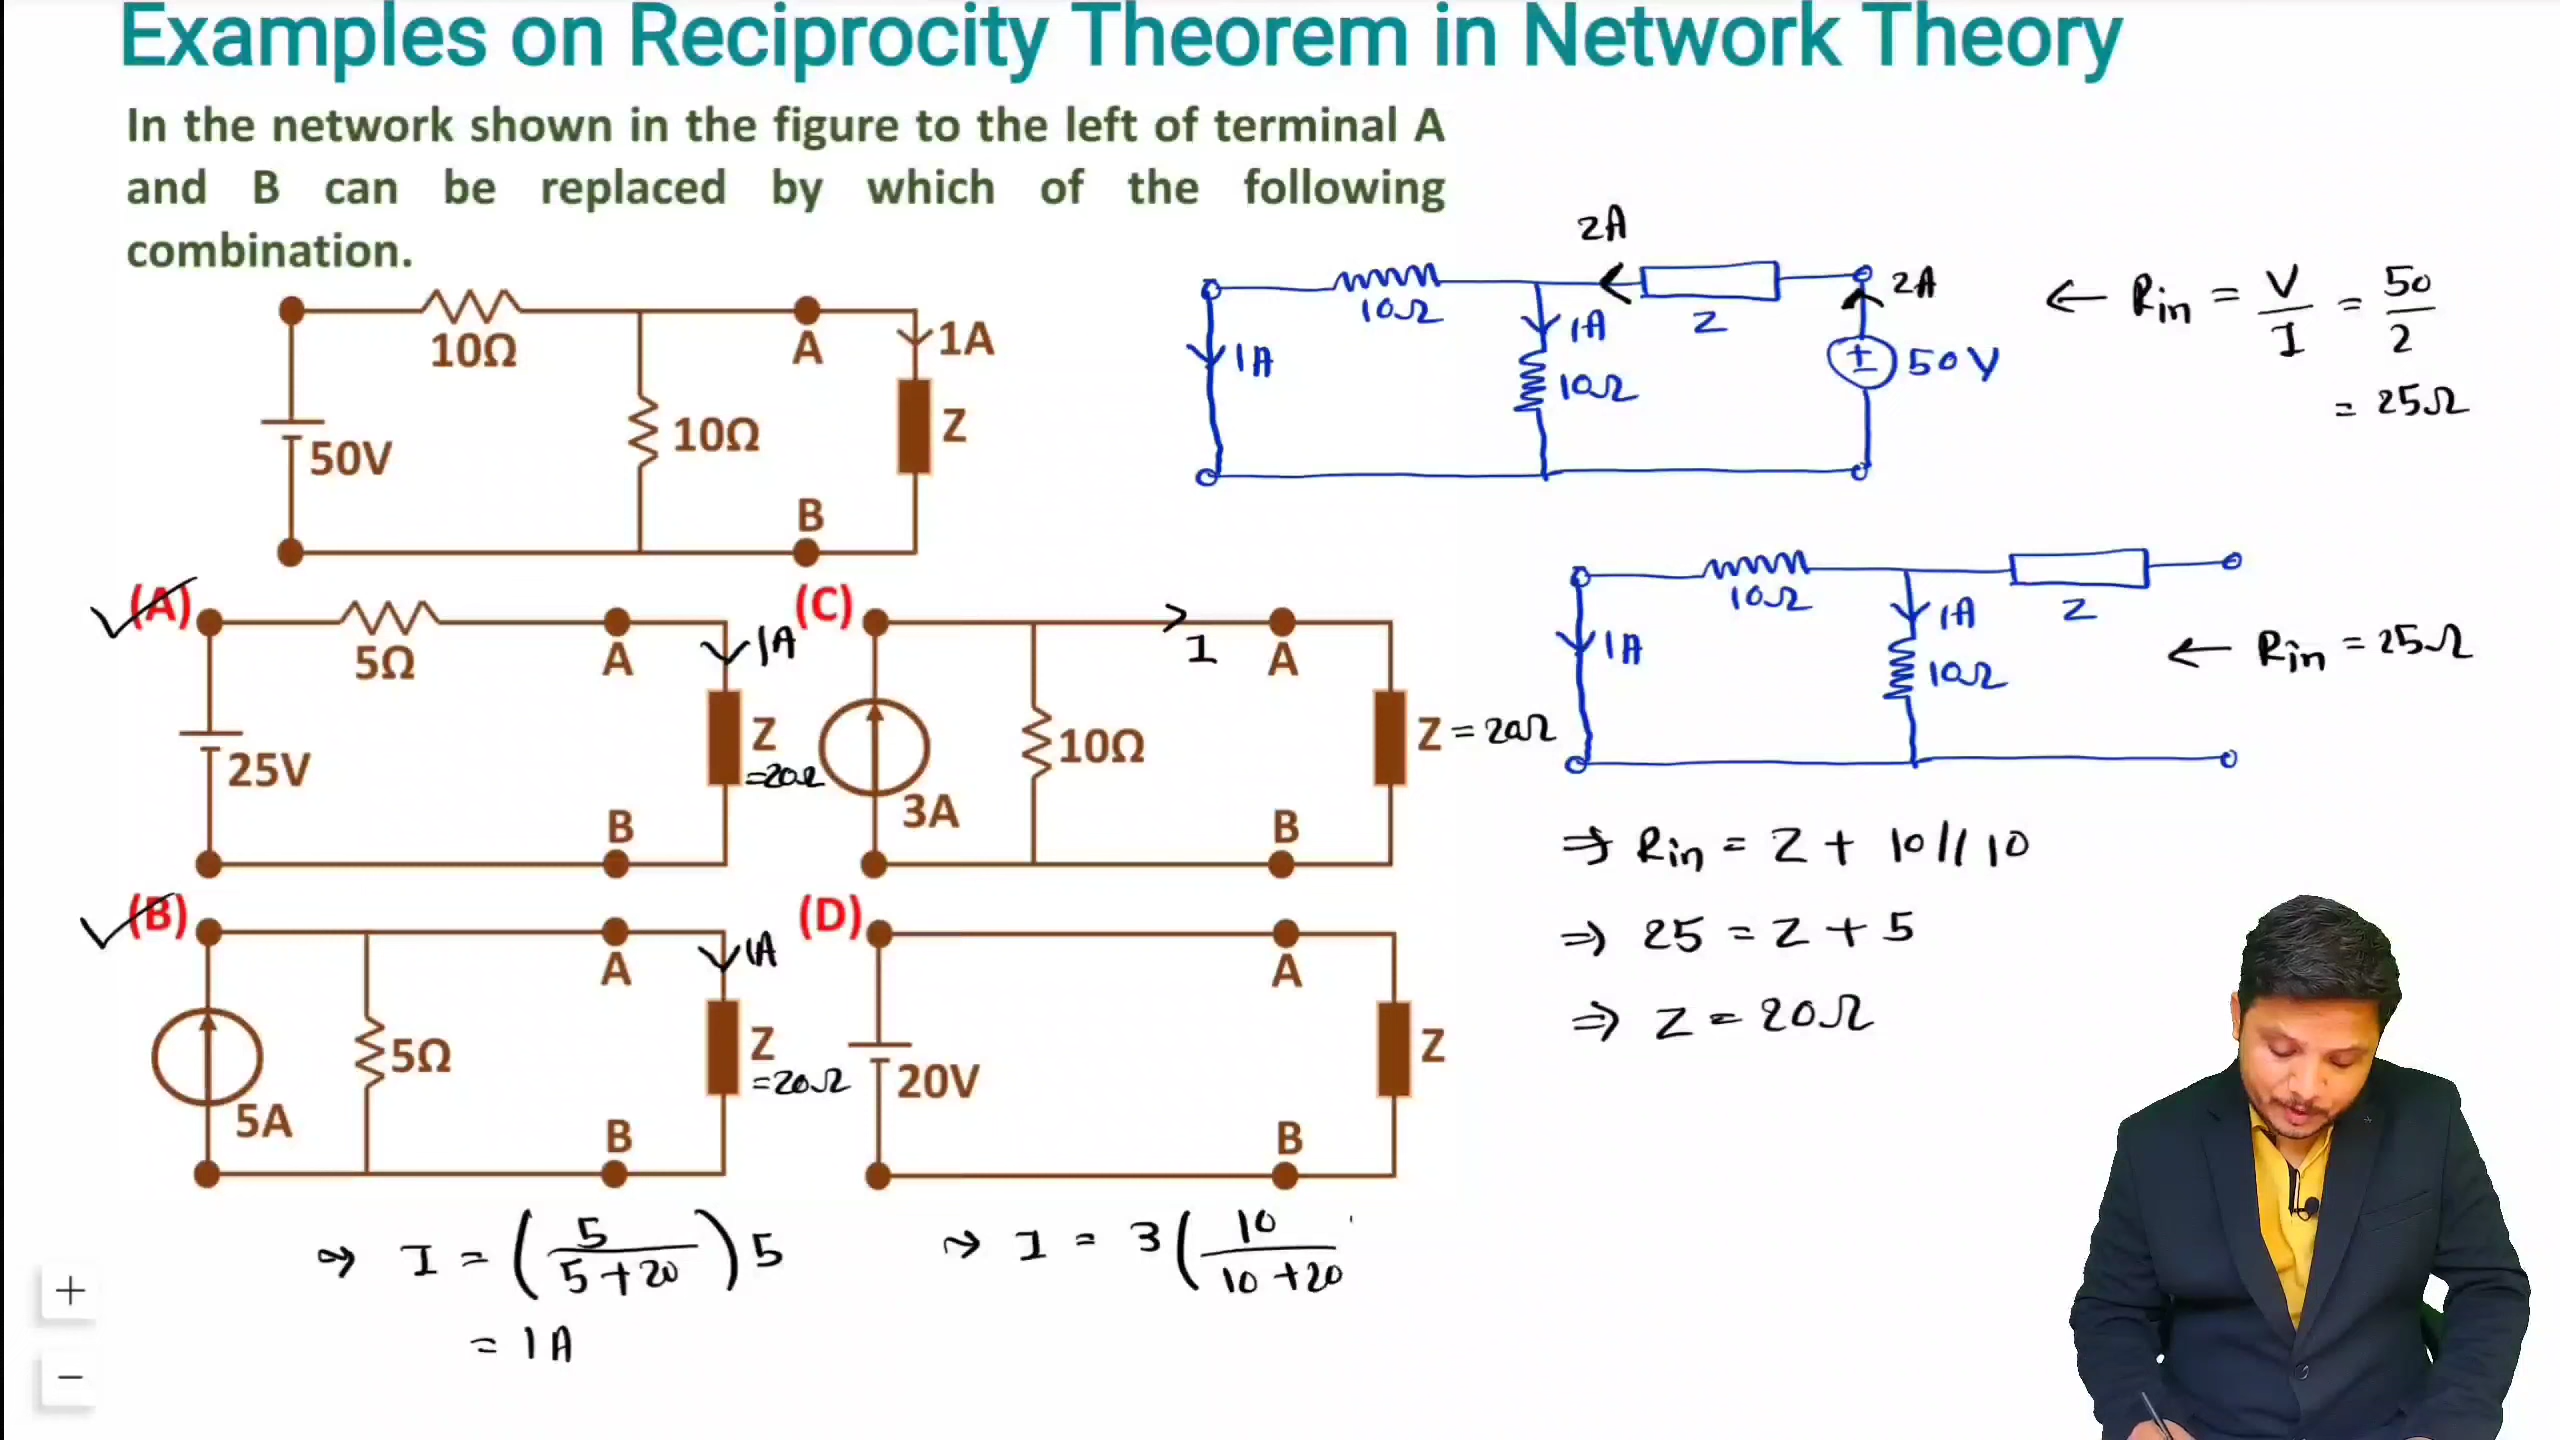 Examples on Reciprocity Theorem in Network Theory
In the network shown in the figure to the left of terminal A
and B can be replaced by which of the following
combination.
10Ω
A
1A
50V
10Ω
Z
B
2A
10Ω
Z
2A
1A
1A
10Ω
50V
← Rin = V/I = 50/2
= 25Ω
(A)
5Ω
A
1A
25V
Z
=20Ω
B
(C)
I
A
10Ω
Z = 20Ω
3A
B
10Ω
Z
1A
1A
10Ω
← Rin = 25Ω
⇒ Rin = Z + 10||10
⇒ 25 = Z + 5
⇒ Z = 20Ω
(B)
A
1A
5Ω
Z
=20Ω
5A
B
(D)
A
20V
Z
B
⇒ I = (5/(5+20))5
= 1A
⇒ I = 3(10/(10+20
+
−